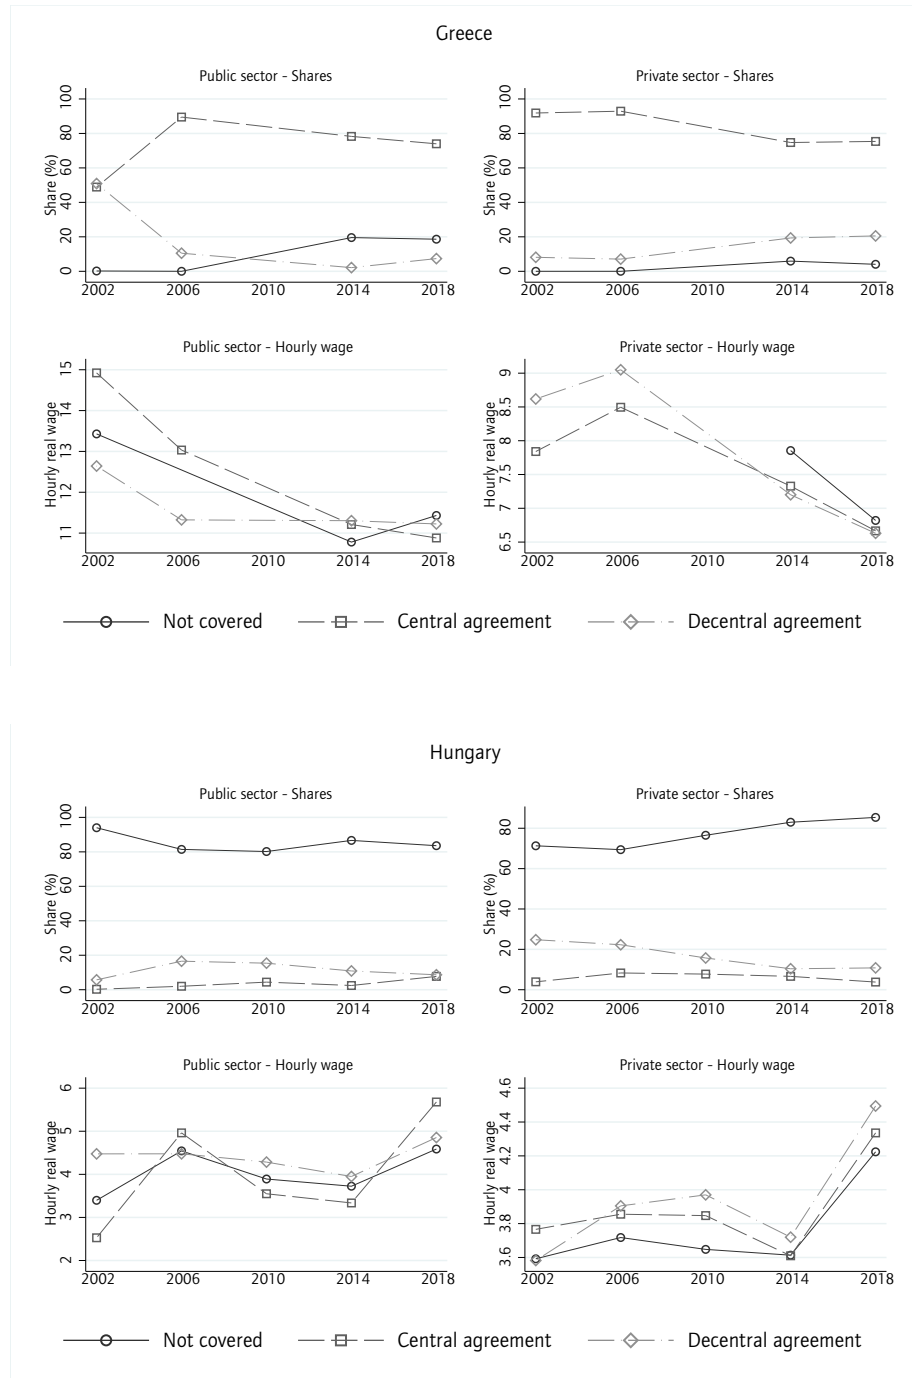 Greece
Public sector - Shares
Private sector - Shares
Share (%)
100
80
60
40
20
0
2002 2006 2010 2014 2018
Share (%)
100
80
60
40
20
0
2002 2006 2010 2014 2018
Public sector - Hourly wage
Private sector - Hourly wage
Hourly real wage
15
14
13
12
11
2002 2006 2010 2014 2018
Hourly real wage
9
8.5
8
7.5
7
6.5
2002 2006 2010 2014 2018
Not covered Central agreement Decentral agreement
Hungary
Public sector - Shares
Private sector - Shares
Share (%)
100
80
60
40
20
0
2002 2006 2010 2014 2018
Share (%)
80
60
40
20
0
2002 2006 2010 2014 2018
Public sector - Hourly wage
Private sector - Hourly wage
Hourly real wage
6
5
4
3
2
2002 2006 2010 2014 2018
Hourly real wage
4.6
4.4
4.2
4
3.8
3.6
2002 2006 2010 2014 2018
Not covered Central agreement Decentral agreement